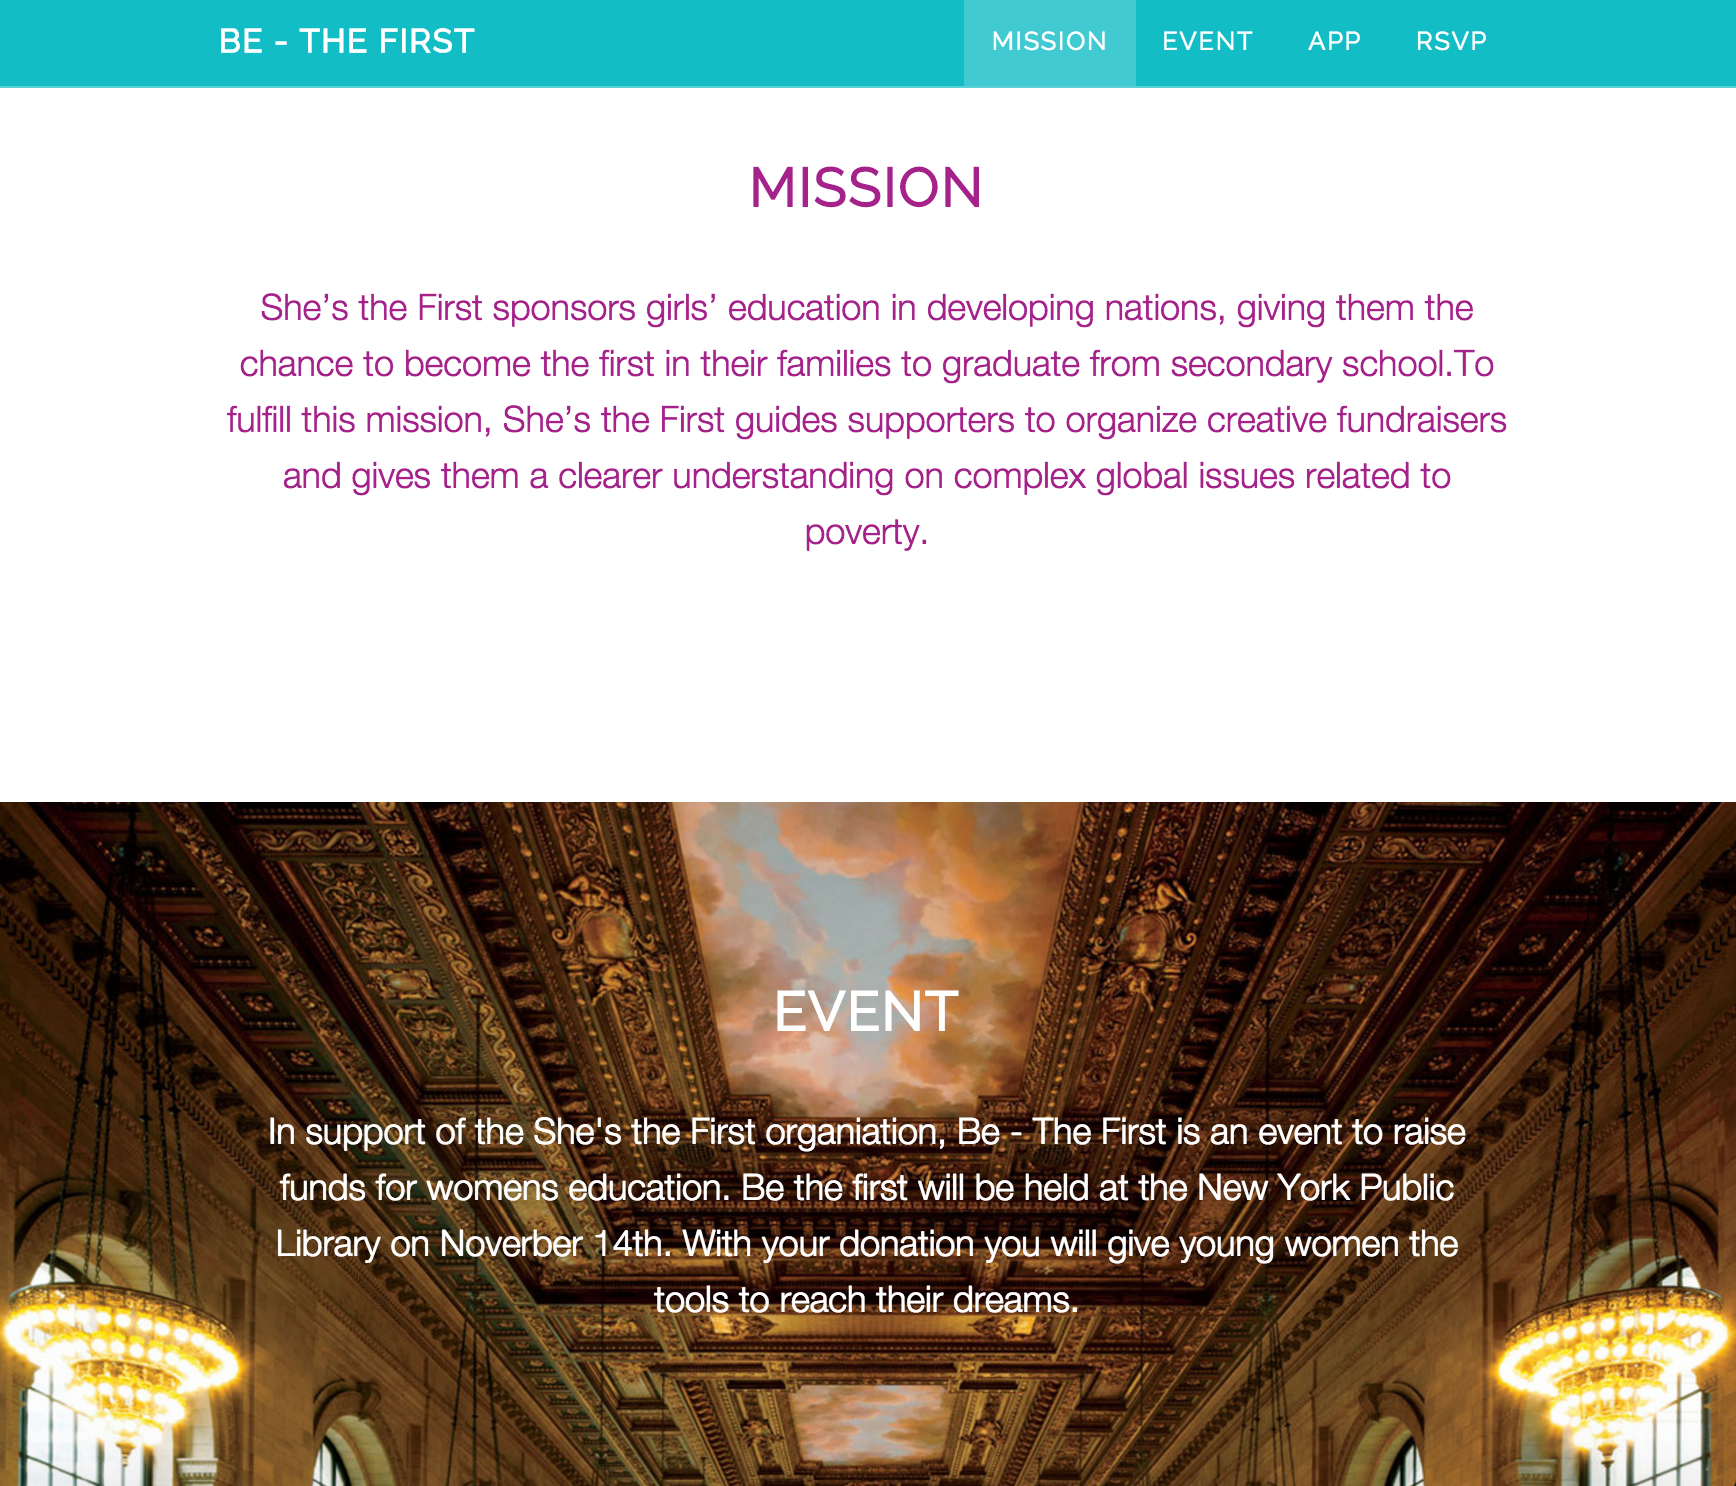 BE - THE FIRST
MISSION EVENT APP RSVP
MISSION
She’s the First sponsors girls’ education in developing nations, giving them the
chance to become the first in their families to graduate from secondary school.To
fulfill this mission, She’s the First guides supporters to organize creative fundraisers
and gives them a clearer understanding on complex global issues related to
poverty.
EVENT
In support of the She's the First organiation, Be - The First is an event to raise
funds for womens education. Be the first will be held at the New York Public
Library on Noverber 14th. With your donation you will give young women the
tools to reach their dreams.